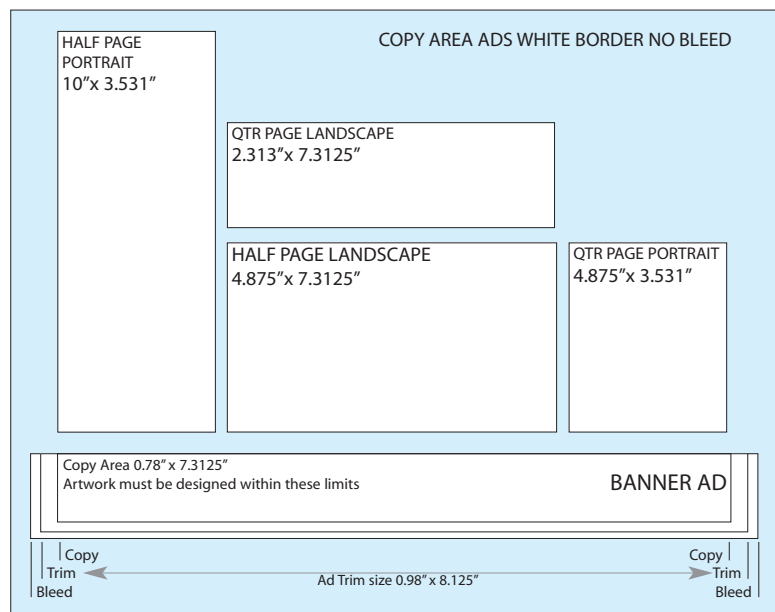 COPY AREA ADS WHITE BORDER NO BLEED
HALF PAGE
PORTRAIT
10”x 3.531”
QTR PAGE LANDSCAPE
2.313”x 7.3125”
HALF PAGE LANDSCAPE
4.875”x 7.3125”
QTR PAGE PORTRAIT
4.875”x 3.531”
Copy Area 0.78” x 7.3125”
Artwork must be designed within these limits
BANNER AD
Copy
Trim
Bleed
Ad Trim size 0.98” x 8.125”
Copy
Trim
Bleed